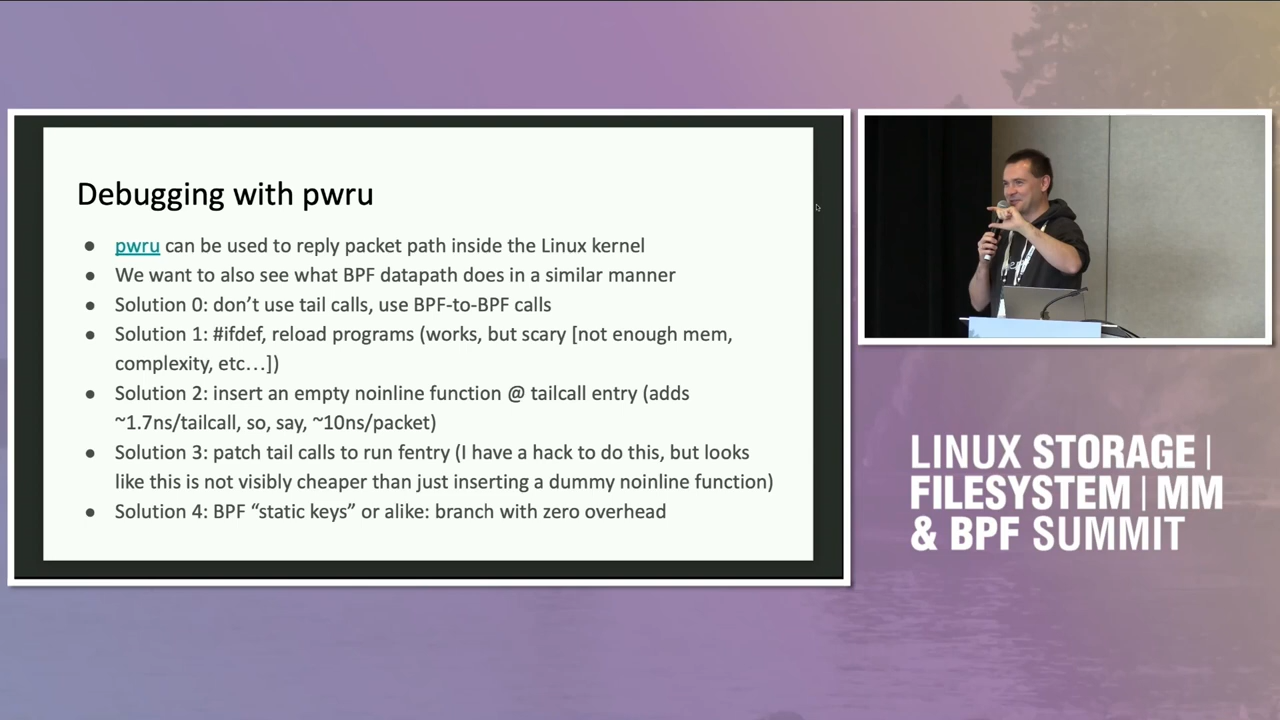 Debugging with pwru
● pwru can be used to reply packet path inside the Linux kernel
● We want to also see what BPF datapath does in a similar manner
● Solution 0: don’t use tail calls, use BPF-to-BPF calls
● Solution 1: #ifdef, reload programs (works, but scary [not enough mem,
complexity, etc…])
● Solution 2: insert an empty noinline function @ tailcall entry (adds
~1.7ns/tailcall, so, say, ~10ns/packet)
● Solution 3: patch tail calls to run fentry (I have a hack to do this, but looks
like this is not visibly cheaper than just inserting a dummy noinline function)
● Solution 4: BPF “static keys” or alike: branch with zero overhead
LINUX STORAGE |
FILESYSTEM | MM
& BPF SUMMIT